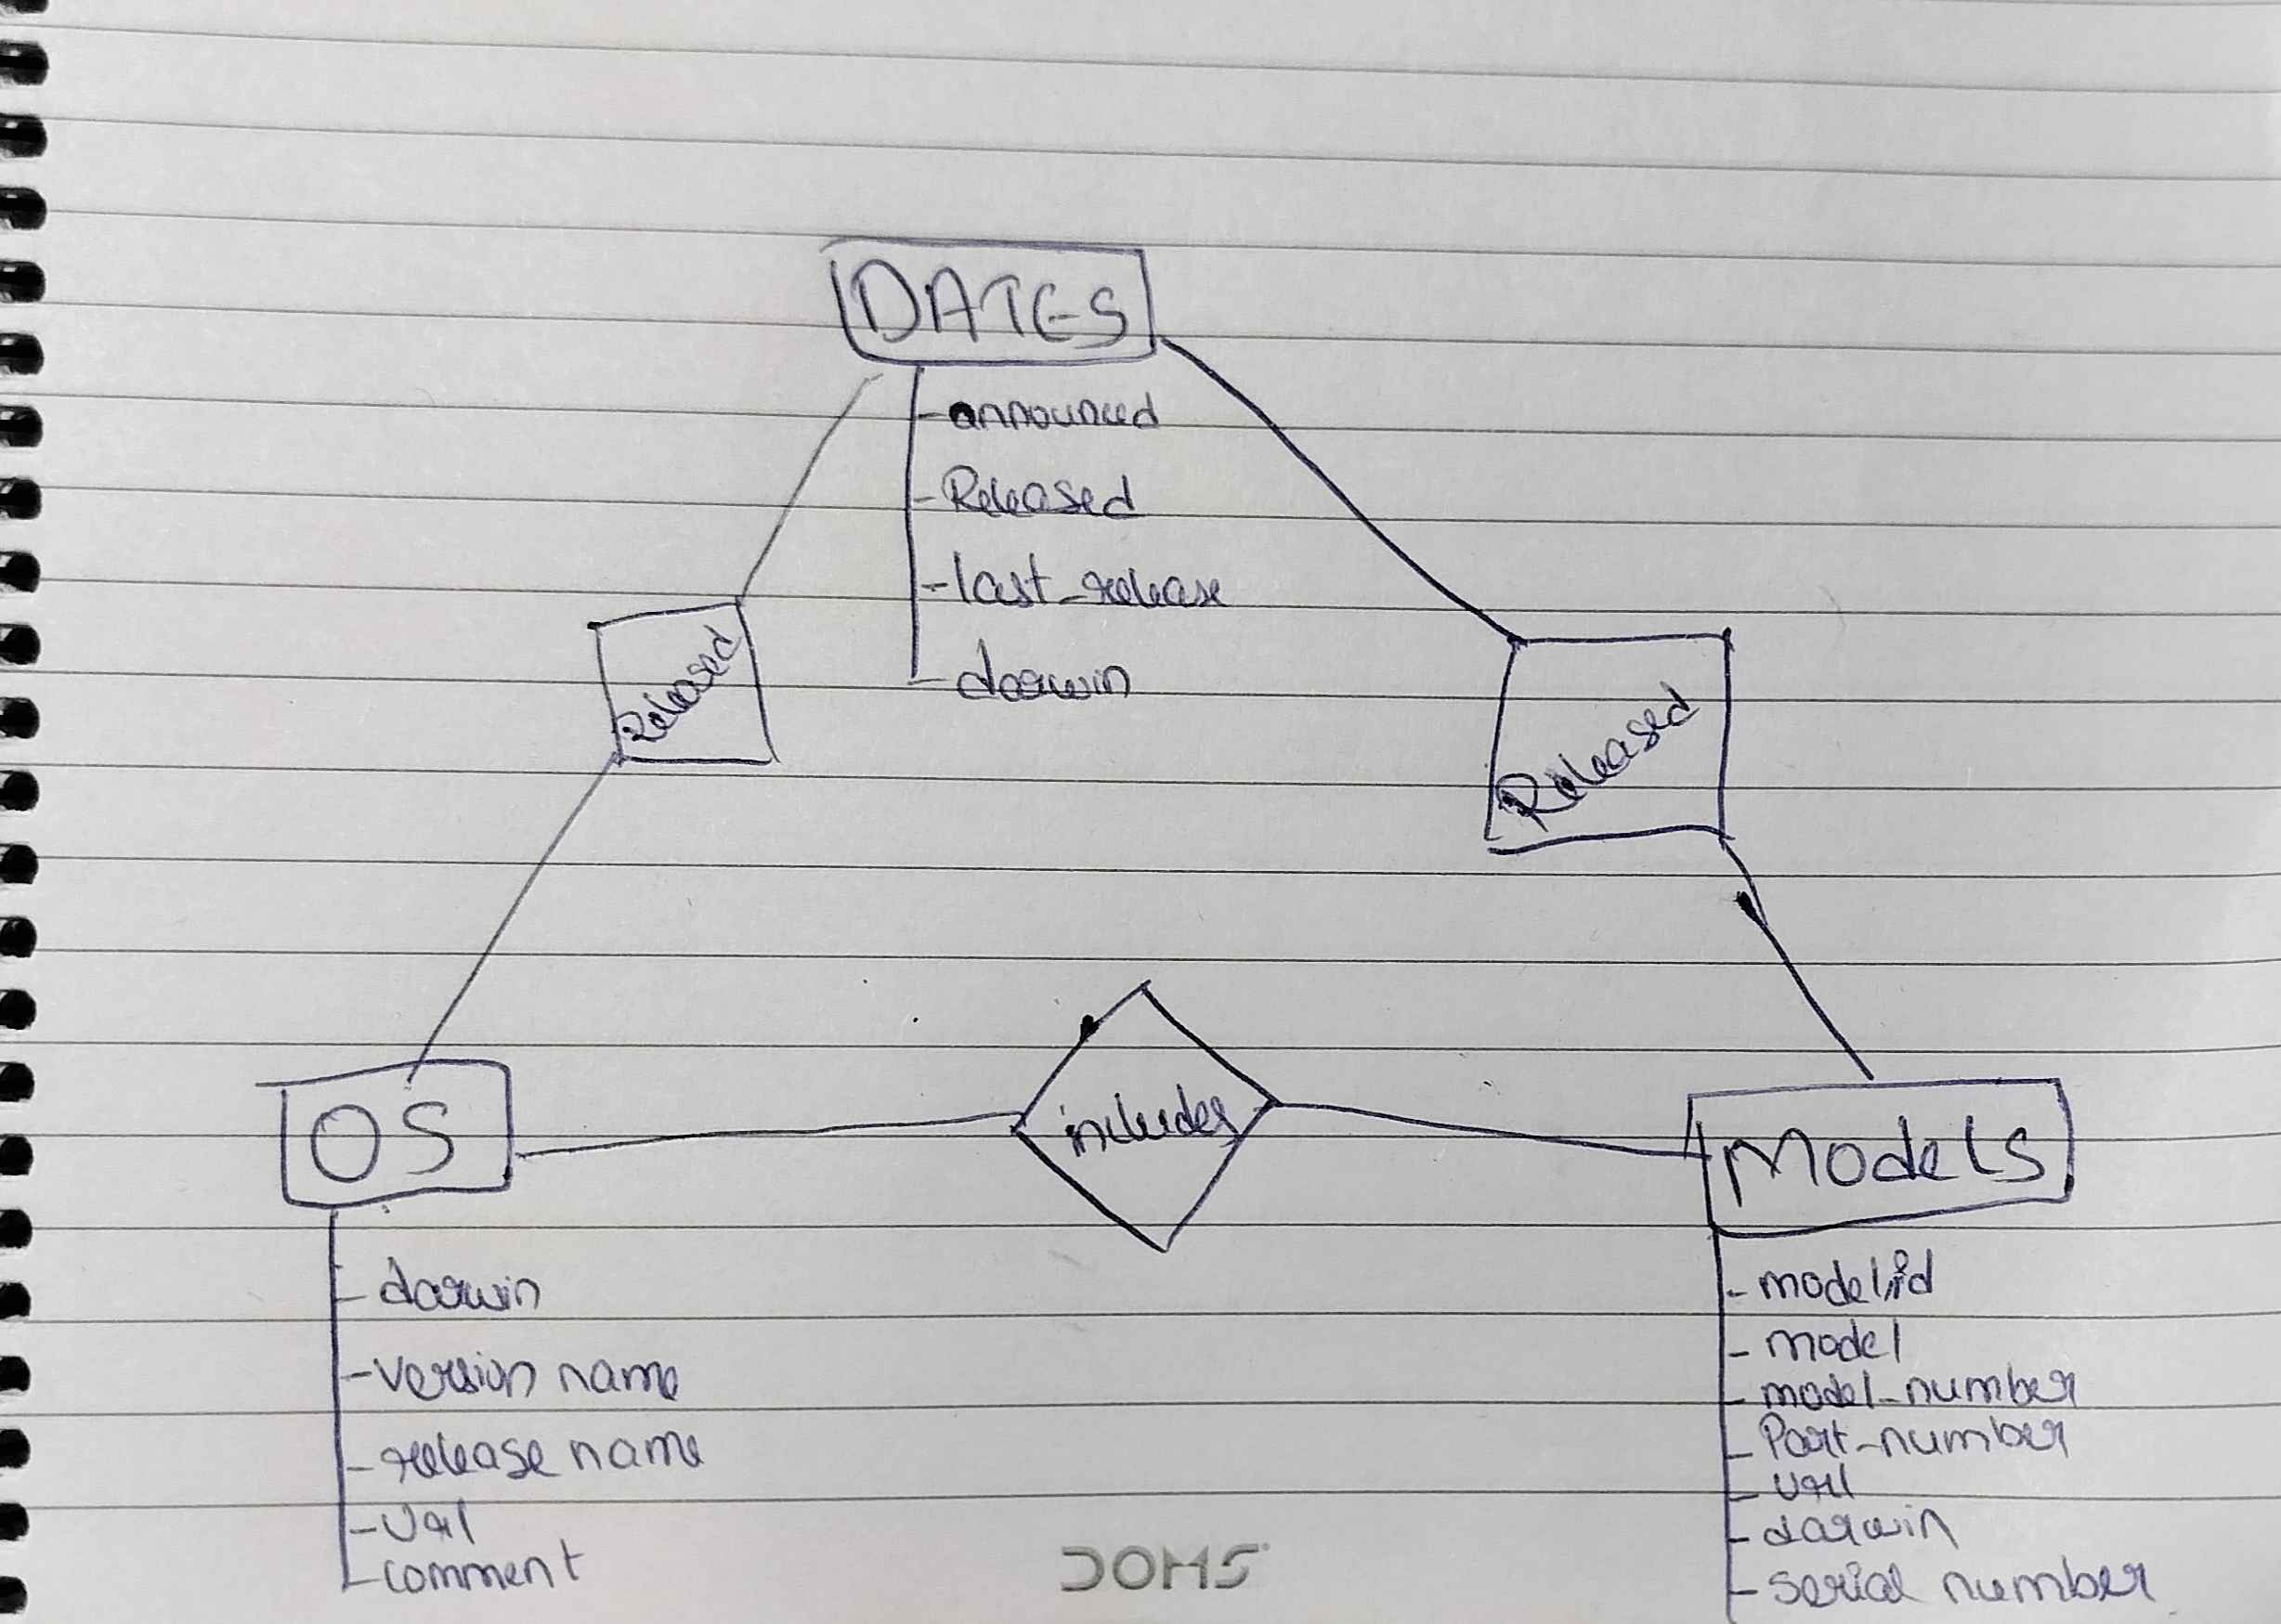 DATES
-announced
-Released
-last_release
-darwin
Released
Released
OS
includes
Models
-darwin
-version name
-release name
-url
-comment
-modelid
-model
-model_number
-Part_number
-url
-darwin
-serial number
DOMS